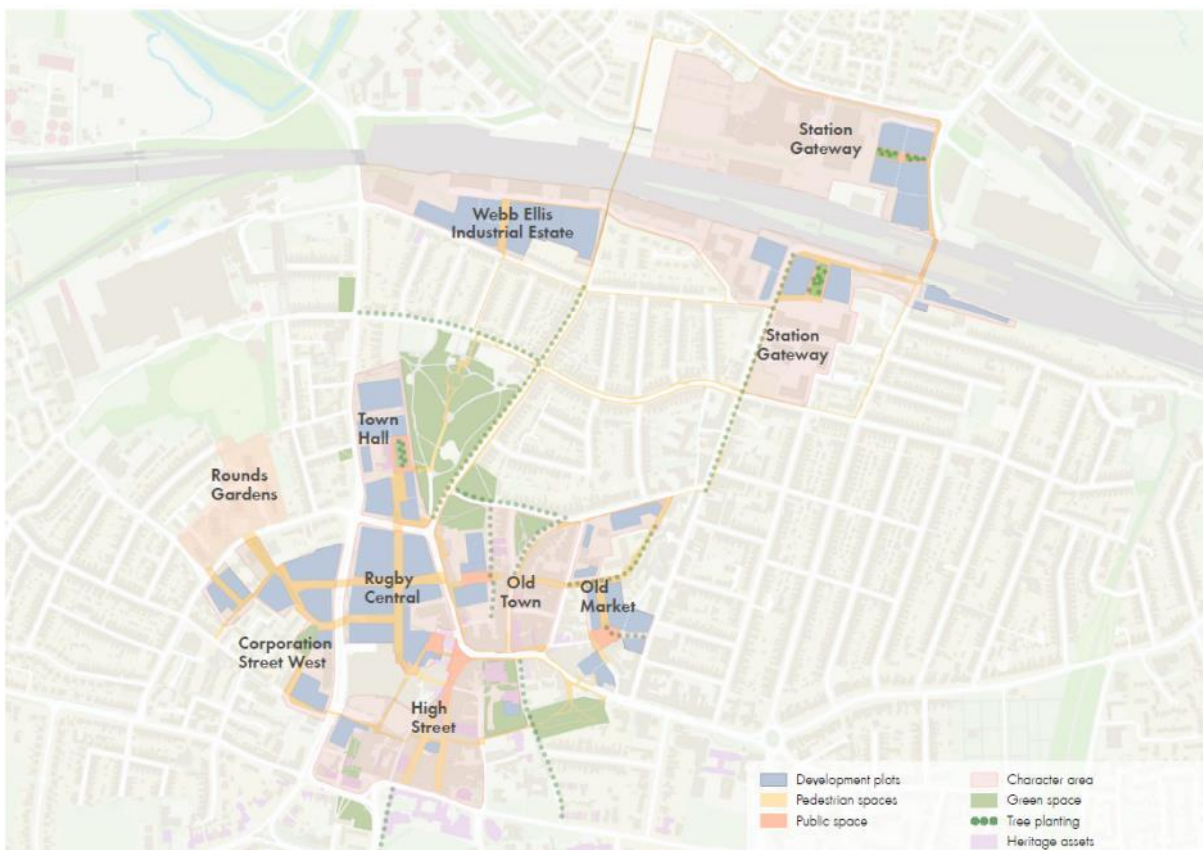 Station
Gateway
Webb Ellis
Industrial Estate
Station
Gateway
Town
Hall
Rounds
Gardens
Rugby
Central
Old
Town
Old
Market
Corporation
Street West
High
Street
Development plots
Pedestrian spaces
Public space
Character area
Green space
Tree planting
Heritage assets